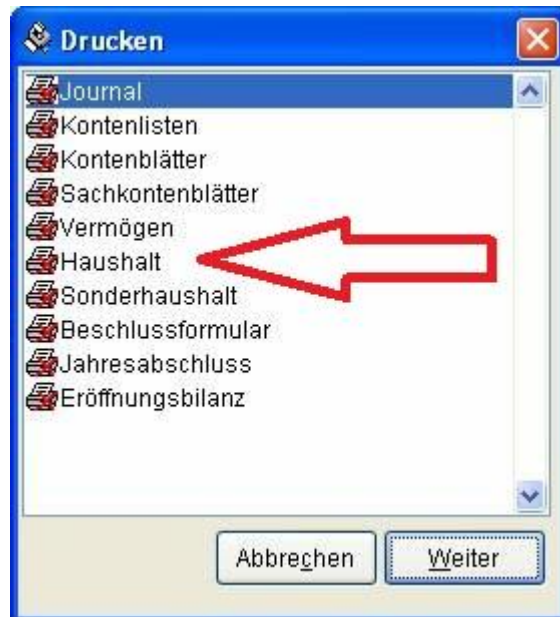 Drucken
Journal
Kontenlisten
Kontenblätter
Sachkontenblätter
Vermögen
Haushalt
Sonderhaushalt
Beschlussformular
Jahresabschluss
Eröffnungsbilanz
Abbrechen Weiter